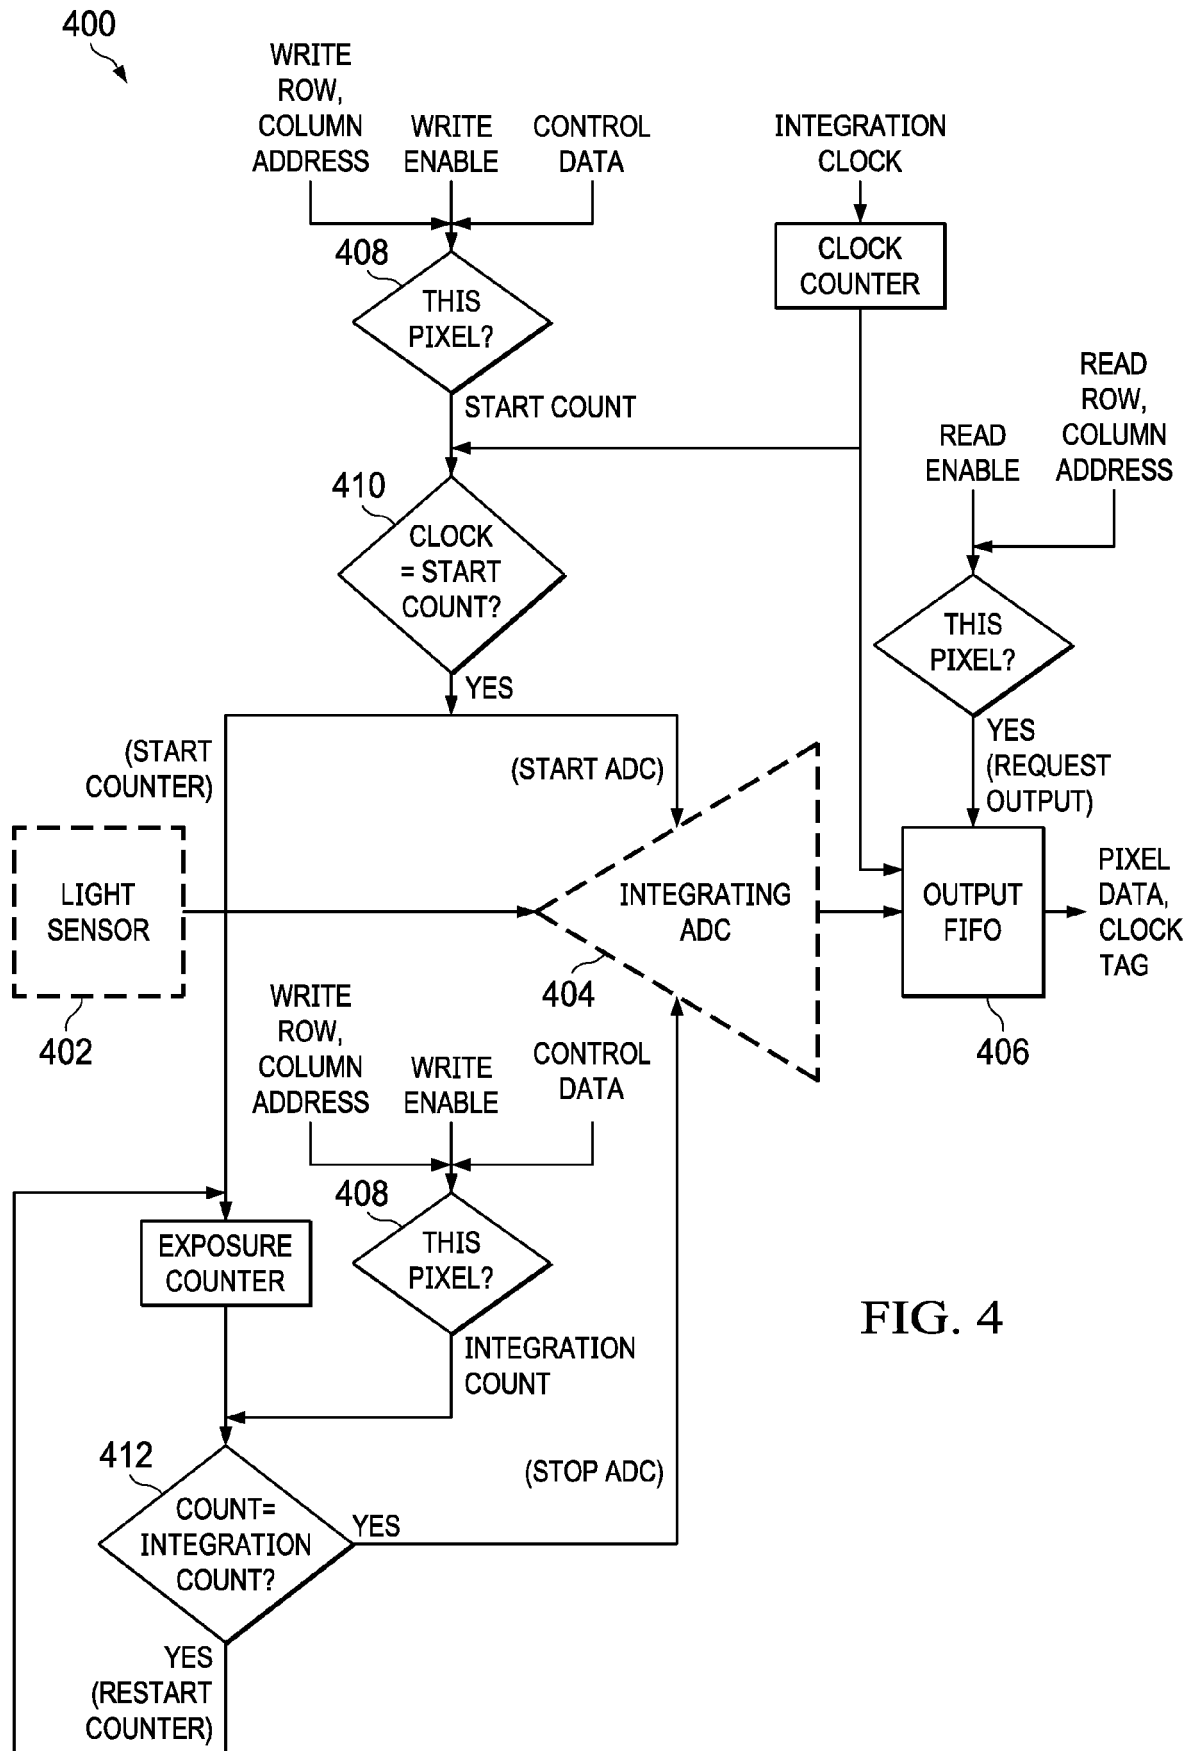 400
WRITE
ROW,
COLUMN
ADDRESS
WRITE
ENABLE
CONTROL
DATA
INTEGRATION
CLOCK
408
THIS
PIXEL?
CLOCK
COUNTER
START COUNT
READ
ENABLE
READ
ROW,
COLUMN
ADDRESS
410
CLOCK
= START
COUNT?
THIS
PIXEL?
YES
(START
COUNTER)
(START ADC)
YES
(REQUEST
OUTPUT)
LIGHT
SENSOR
402
INTEGRATING
ADC
404
OUTPUT
FIFO
406
PIXEL
DATA,
CLOCK
TAG
WRITE
ROW,
COLUMN
ADDRESS
WRITE
ENABLE
CONTROL
DATA
408
THIS
PIXEL?
EXPOSURE
COUNTER
INTEGRATION
COUNT
FIG. 4
412
COUNT=
INTEGRATION
COUNT?
YES
(STOP ADC)
YES
(RESTART
COUNTER)